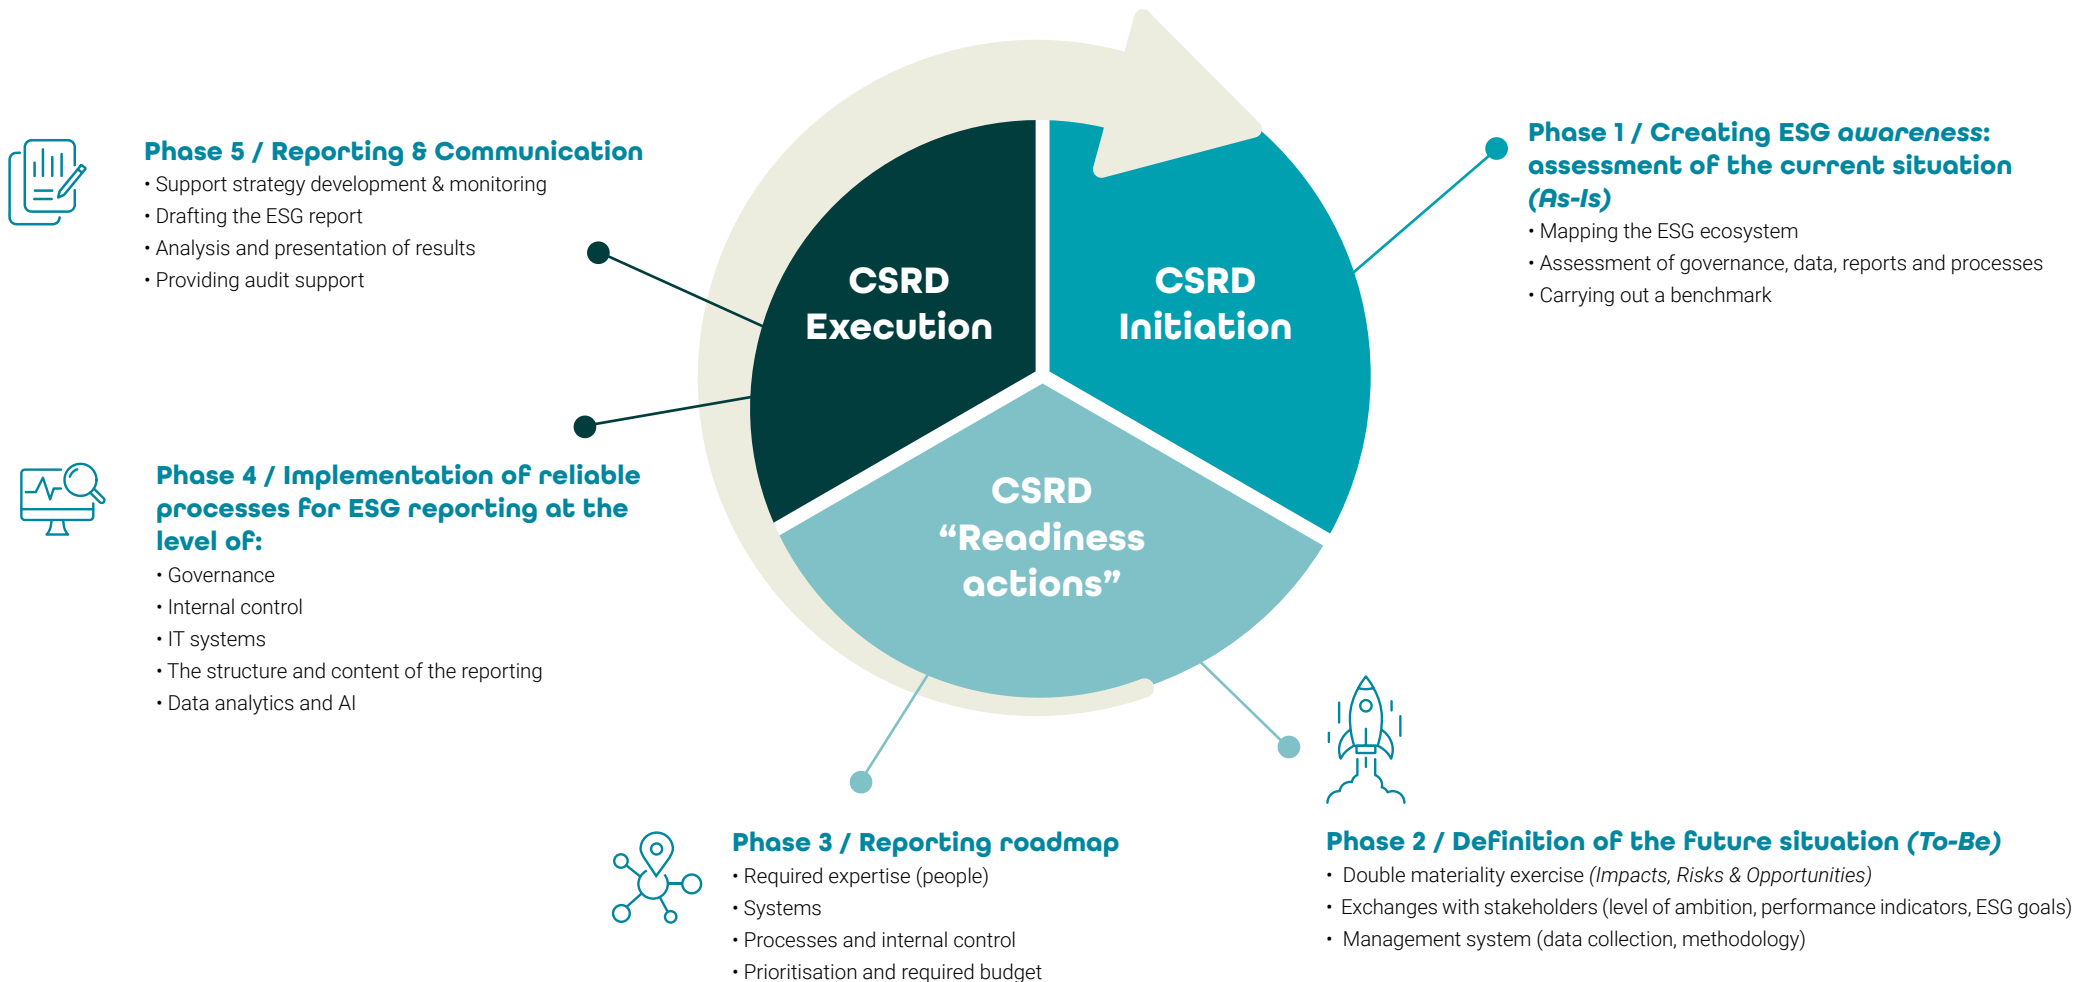 Phase 5 / Reporting & Communication
• Support strategy development & monitoring
• Drafting the ESG report
• Analysis and presentation of results
• Providing audit support
Phase 4 / Implementation of reliable
processes for ESG reporting at the
level of:
• Governance
• Internal control
• IT systems
• The structure and content of the reporting
• Data analytics and AI
CSRD
Execution
CSRD
Initiation
CSRD
“Readiness
actions”
Phase 1 / Creating ESG awareness:
assessment of the current situation
(As-Is)
• Mapping the ESG ecosystem
• Assessment of governance, data, reports and processes
• Carrying out a benchmark
Phase 3 / Reporting roadmap
• Required expertise (people)
• Systems
• Processes and internal control
• Prioritisation and required budget
Phase 2 / Definition of the future situation (To-Be)
• Double materiality exercise (Impacts, Risks & Opportunities)
• Exchanges with stakeholders (level of ambition, performance indicators, ESG goals)
• Management system (data collection, methodology)